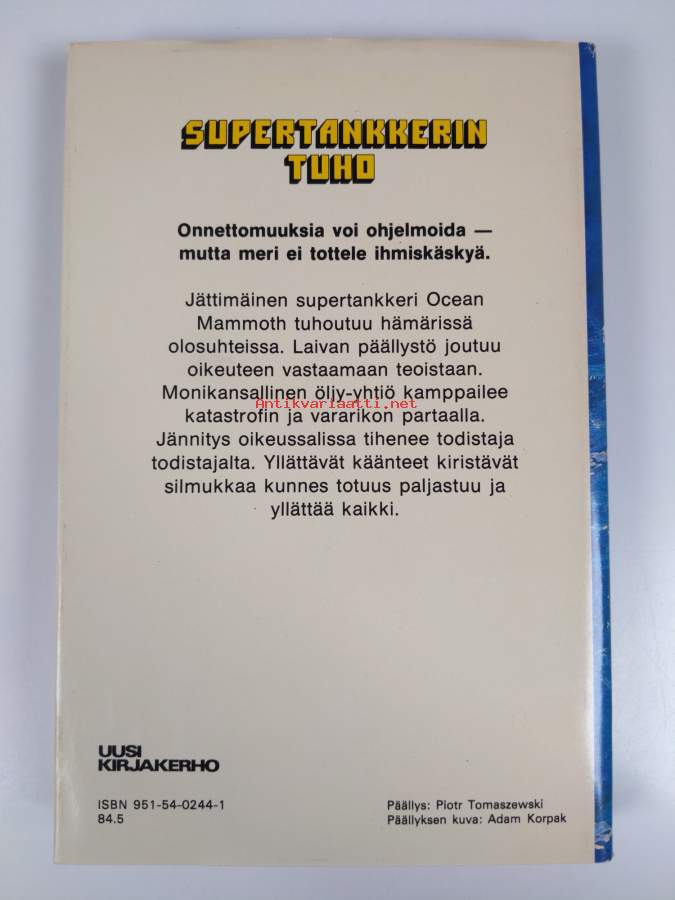 SUPERTANKKERIN
TUHO
Onnettomuuksia voi ohjelmoida —
mutta meri ei tottele ihmiskäskyä.
Jättimäinen supertankkeri Ocean
Mammoth tuhoutuu hämärissä
olosuhteissa. Laivan päällystö joutuu
oikeuteen vastaamaan teoistaan.
Monikansallinen öljy-yhtiö kamppailee
Antikvariaatti.net
katastrofin ja vararikon partaalla.
Jännitys oikeussalissa tihenee todistaja
todistajalta. Yllättävät käänteet kiristävät
silmukkaa kunnes totuus paljastuu ja
yllättää kaikki.
UUSI
KIRJAKERHO
ISBN 951-54-0244-1
84.5
Päällys: Piotr Tomaszewski
Päällyksen kuva: Adam Korpak